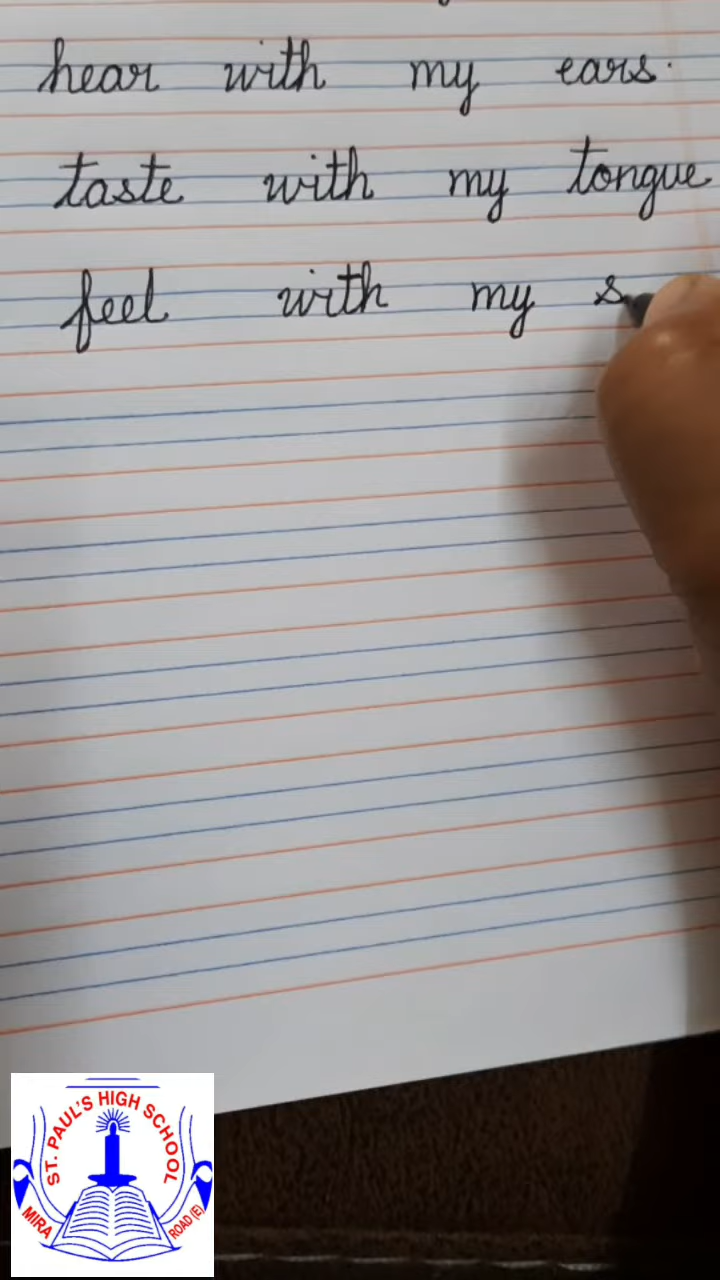 hear with my ears.
taste with my tongue
feel with my s
ST. PAUL'S HIGH SCHOOL
MIRA ROAD (E)